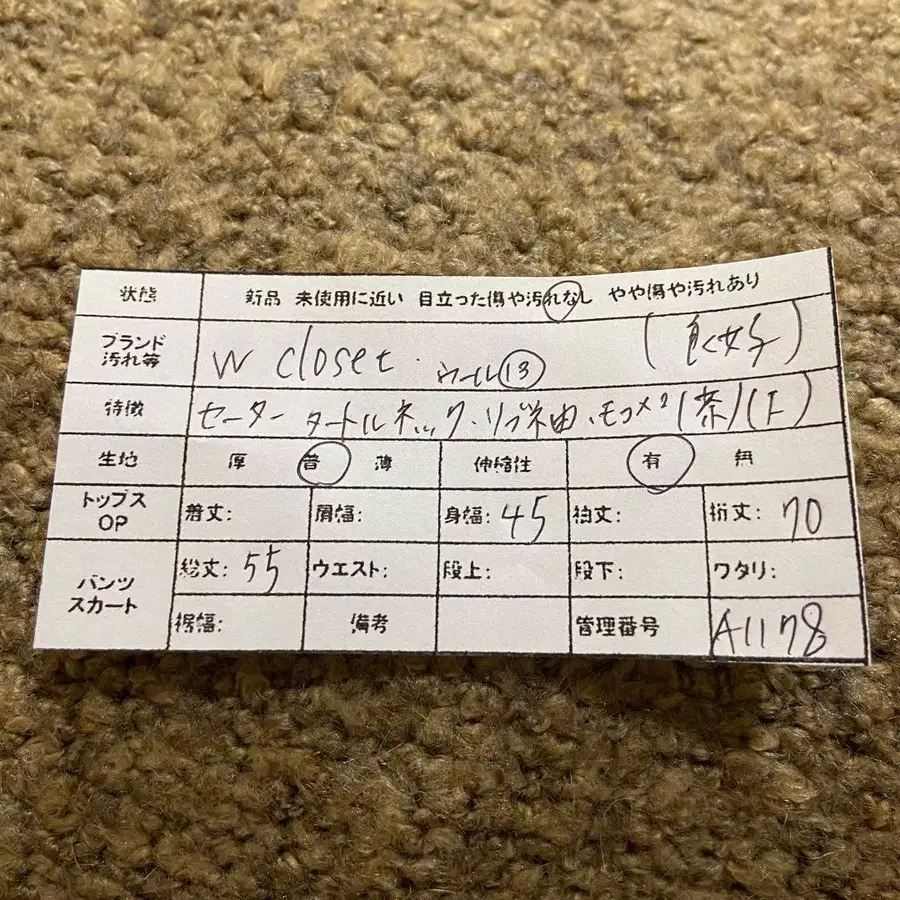 状態 新品 未使用に近い 目立った傷や汚れなし やや傷や汚れあり
ブランド 汚れ等 w closet. ウール⑬ (良好)
特徴 セーター タートルネック・リブ袖・モコモコ(茶)(F)
生地 厚 普 薄 伸縮性 有 無
トップス OP 着丈: 肩幅: 身幅: 45 袖丈: 裄丈: 70
パンツ スカート 総丈: 55 ウエスト: 股上: 股下: ワタリ:
裾幅: 備考 管理番号 A1178